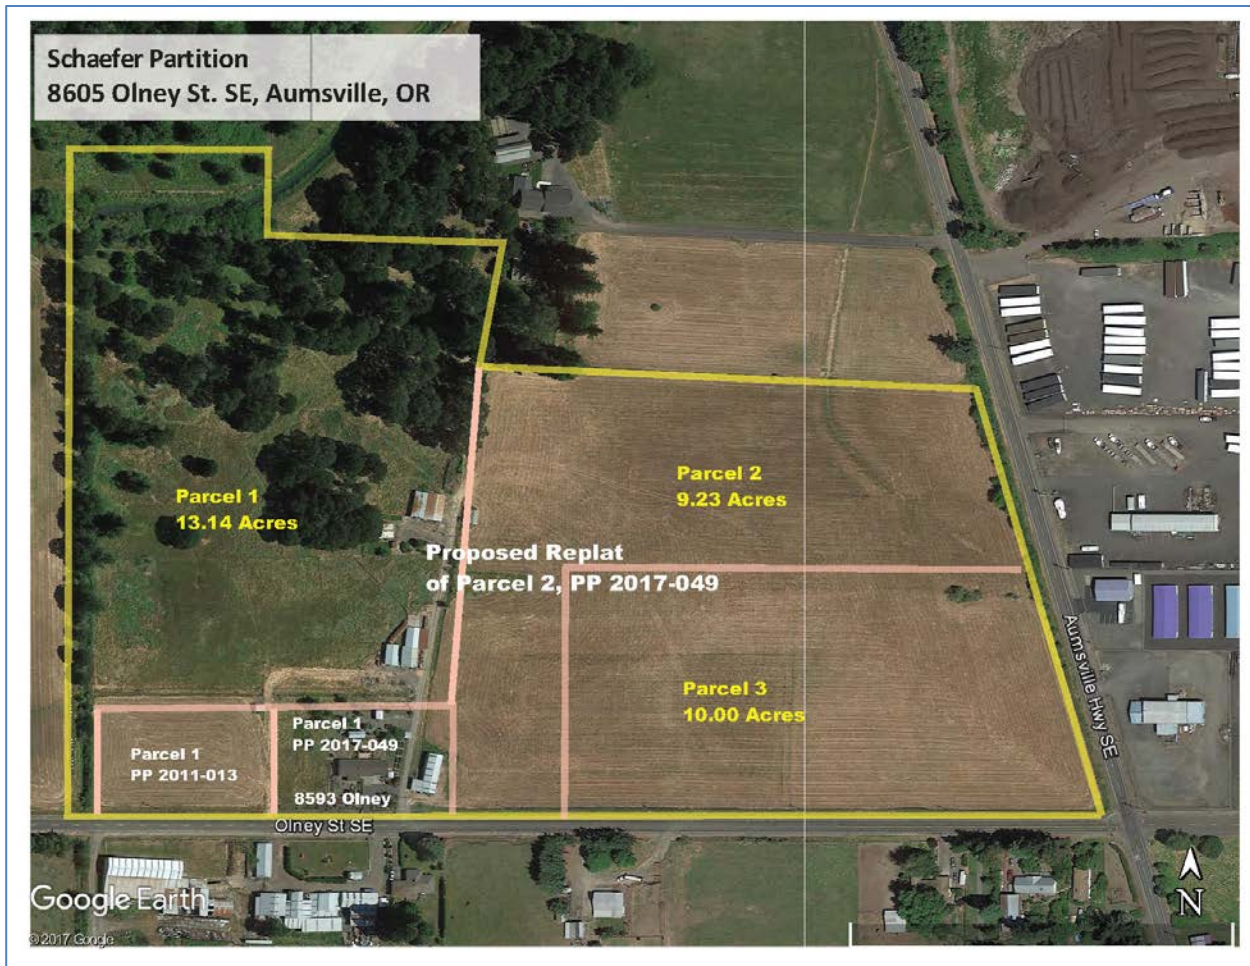 Schaefer Partition
8605 Olney St. SE, Aumsville, OR
Parcel 1
13.14 Acres
Parcel 2
9.23 Acres
Proposed Replat
of Parcel 2, PP 2017-049
Parcel 3
10.00 Acres
Aumsville Hwy SE
Parcel 1
PP 2017-049
Parcel 1
PP 2011-013
8593 Olney
Olney St SE
Google Earth
© 2017 Google
N